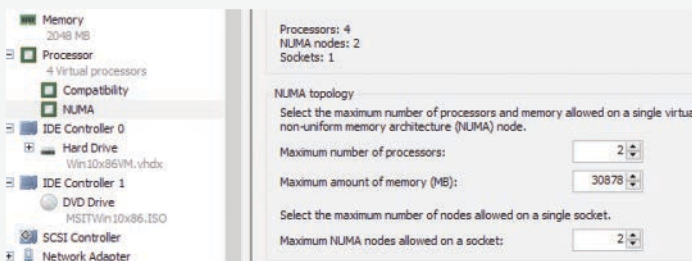 Memory
2048 MB
Processor
4 Virtual processors
Compatibility
NUMA
IDE Controller 0
Hard Drive
Win10x86VM.vhdx
IDE Controller 1
DVD Drive
MSITWin10x86.ISO
SCSI Controller
Network Adapter
Processors: 4
NUMA nodes: 2
Sockets: 1
NUMA topology
Select the maximum number of processors and memory allowed on a single virtua
non-uniform memory architecture (NUMA) node.
Maximum number of processors: 2
Maximum amount of memory (MB): 30878
Select the maximum number of nodes allowed on a single socket.
Maximum NUMA nodes allowed on a socket: 2